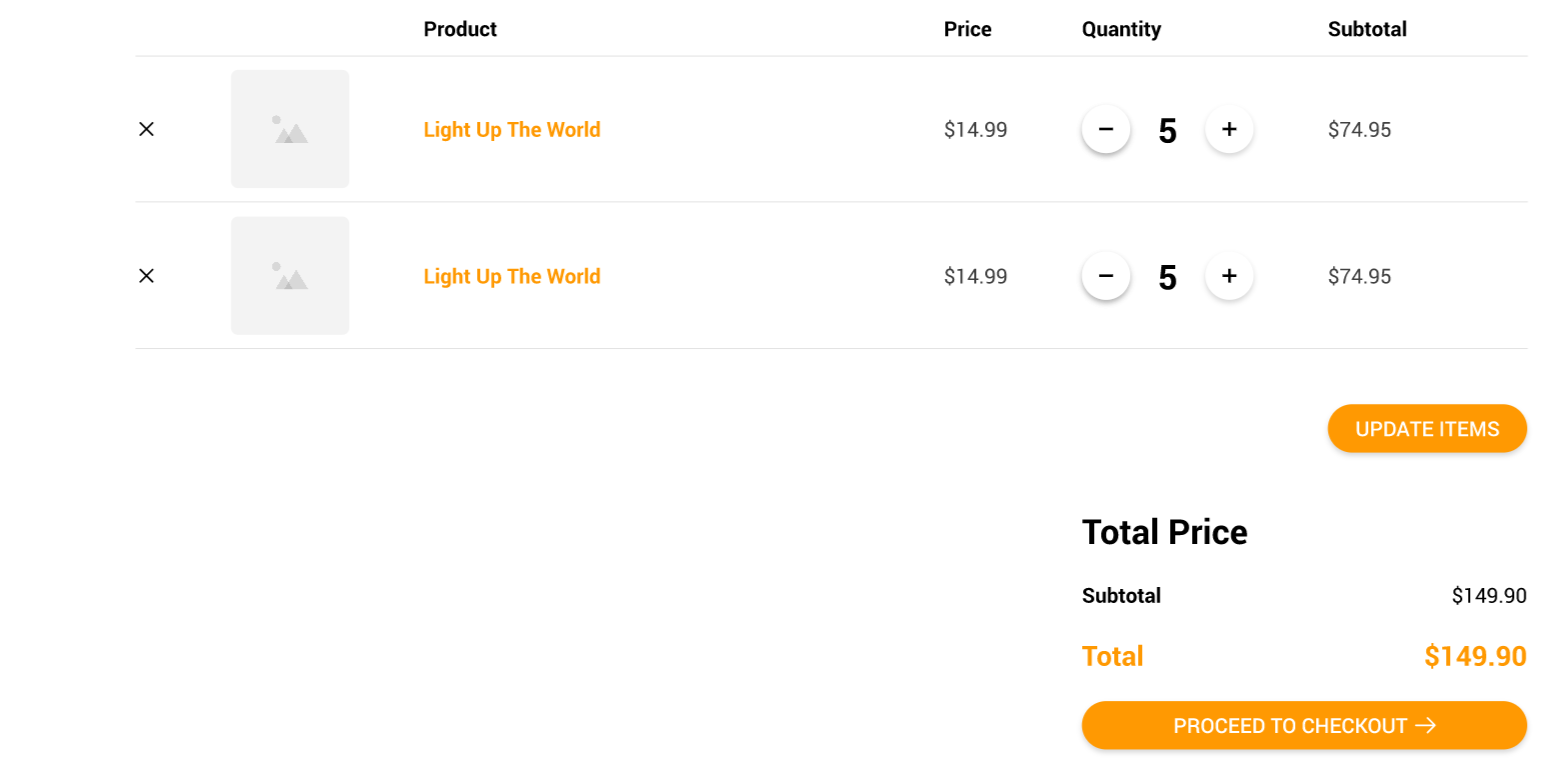 Product Price Quantity Subtotal
× Light Up The World $14.99 − 5 + $74.95
× Light Up The World $14.99 − 5 + $74.95
UPDATE ITEMS
Total Price
Subtotal $149.90
Total $149.90
PROCEED TO CHECKOUT →